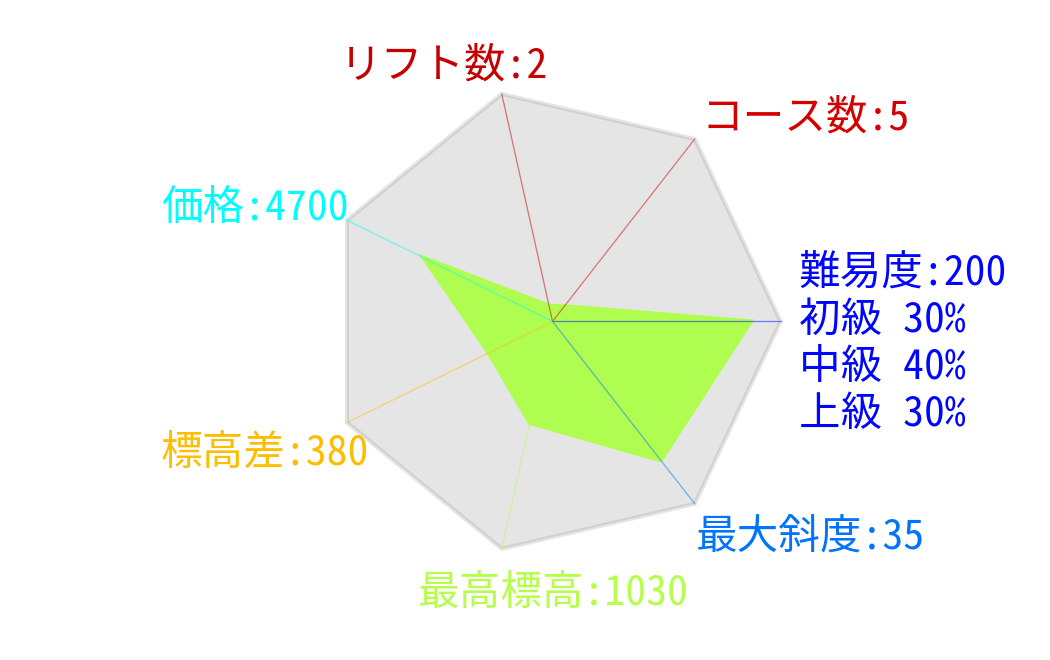 リフト数:2
コース数:5
価格:4700
難易度:200
初級 30%
中級 40%
上級 30%
標高差:380
最大斜度:35
最高標高:1030